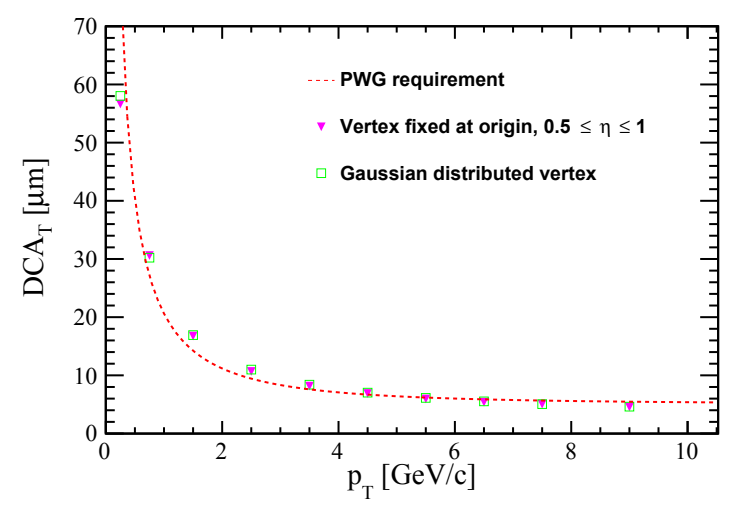 70
60
50
40
30
20
10
0
DCA_T [μm]
PWG requirement
Vertex fixed at origin, 0.5 ≤ η ≤ 1
Gaussian distributed vertex
0 2 4 6 8 10
p_T [GeV/c]